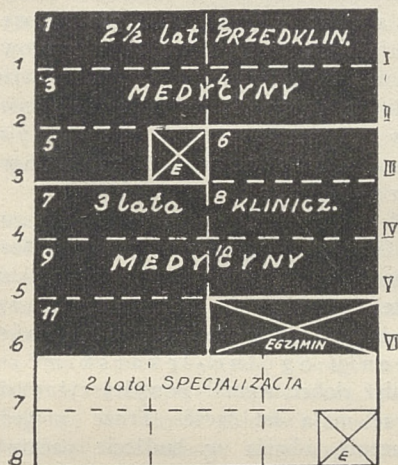 1 2½ lat 2 PRZEDKLIN. I
1
3 MEDYCYNY 4 II
2
5 E 6 III
3
7 3 lata 8 KLINICZ. IV
4
9 MEDYCYNY 10 V
5
11 EGZAMIN VI
6
2 Lata SPECJALIZACIA
7
E
8